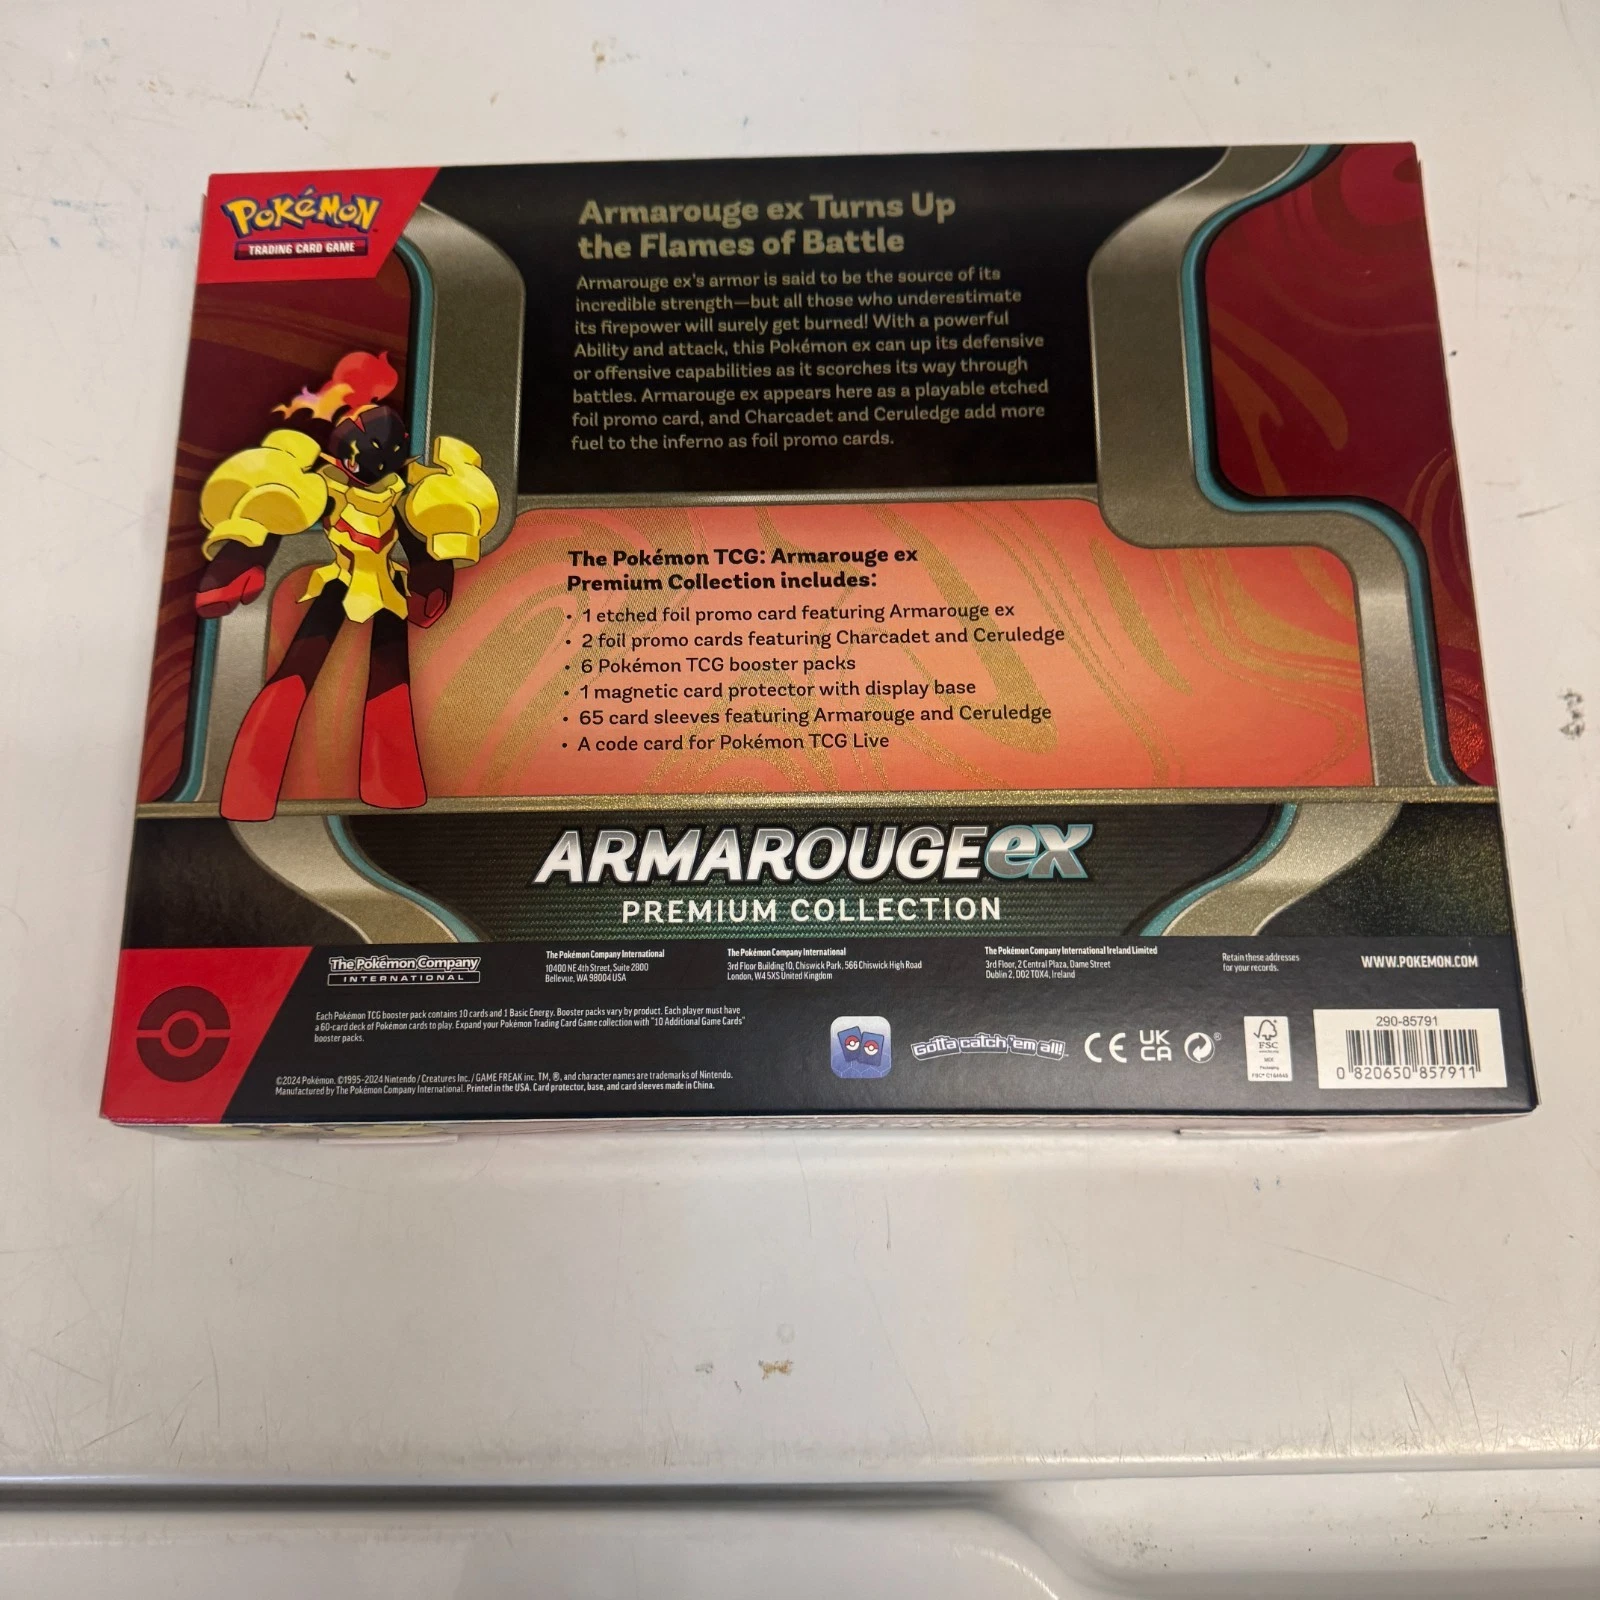 POKéMON
TRADING CARD GAME
Armarouge ex Turns Up
the Flames of Battle
Armarouge ex's armor is said to be the source of its
incredible strength—but all those who underestimate
its firepower will surely get burned! With a powerful
Ability and attack, this Pokémon ex can up its defensive
or offensive capabilities as it scorches its way through
battles. Armarouge ex appears here as a playable etched
foil promo card, and Charcadet and Ceruledge add more
fuel to the inferno as foil promo cards.
The Pokémon TCG: Armarouge ex
Premium Collection includes:
• 1 etched foil promo card featuring Armarouge ex
• 2 foil promo cards featuring Charcadet and Ceruledge
• 6 Pokémon TCG booster packs
• 1 magnetic card protector with display base
• 65 card sleeves featuring Armarouge and Ceruledge
• A code card for Pokémon TCG Live
ARMAROUGE ex
PREMIUM COLLECTION
The Pokémon Company
INTERNATIONAL
The Pokémon Company International
10400 NE 4th Street, Suite 2800
Bellevue, WA 98004 USA
The Pokémon Company International
3rd Floor Building 10, Chiswick Park, 566 Chiswick High Road
London, W4 5XS United Kingdom
The Pokémon Company International Ireland Limited
3rd Floor, 2 Central Plaza, Dame Street
Dublin 2, D02 T0X4, Ireland
Retain these addresses
for your records.
WWW.POKEMON.COM
Each Pokémon TCG booster pack contains 10 cards and 1 Basic Energy. Booster packs vary by product. Each player must have
a 60-card deck of Pokémon cards to play. Expand your Pokémon Trading Card Game collection with "10 Additional Game Cards"
booster packs.
©2024 Pokémon. ©1995-2024 Nintendo / Creatures Inc. / GAME FREAK inc. TM, ®, and character names are trademarks of Nintendo.
Manufactured by The Pokémon Company International. Printed in the USA. Card protector, base, and card sleeves made in China.
Gotta catch 'em all!™
CE
UK
CA
®
FSC
MIX
Packaging
290-85791
0 820650 857911